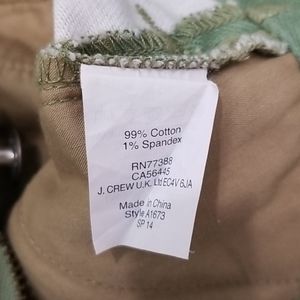 99% Cotton
1% Spandex
RN77388
CA56445
J. CREW U.K. Ltd EC4V 6JA
Made in China
Style A1673
SP 14